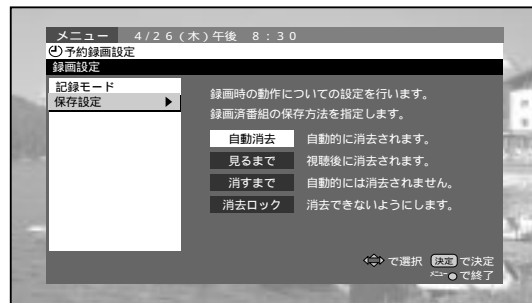 メニュー 4/26(木)午後 8:30
予約録画設定
録画設定
記録モード
保存設定 ▶
録画時の動作についての設定を行います。
録画済番組の保存方法を指定します。
自動消去 自動的に消去されます。
見るまで 視聴後に消去されます。
消すまで 自動的には消去されません。
消去ロック 消去できないようにします。
で選択 決定 で決定
メニュー で終了